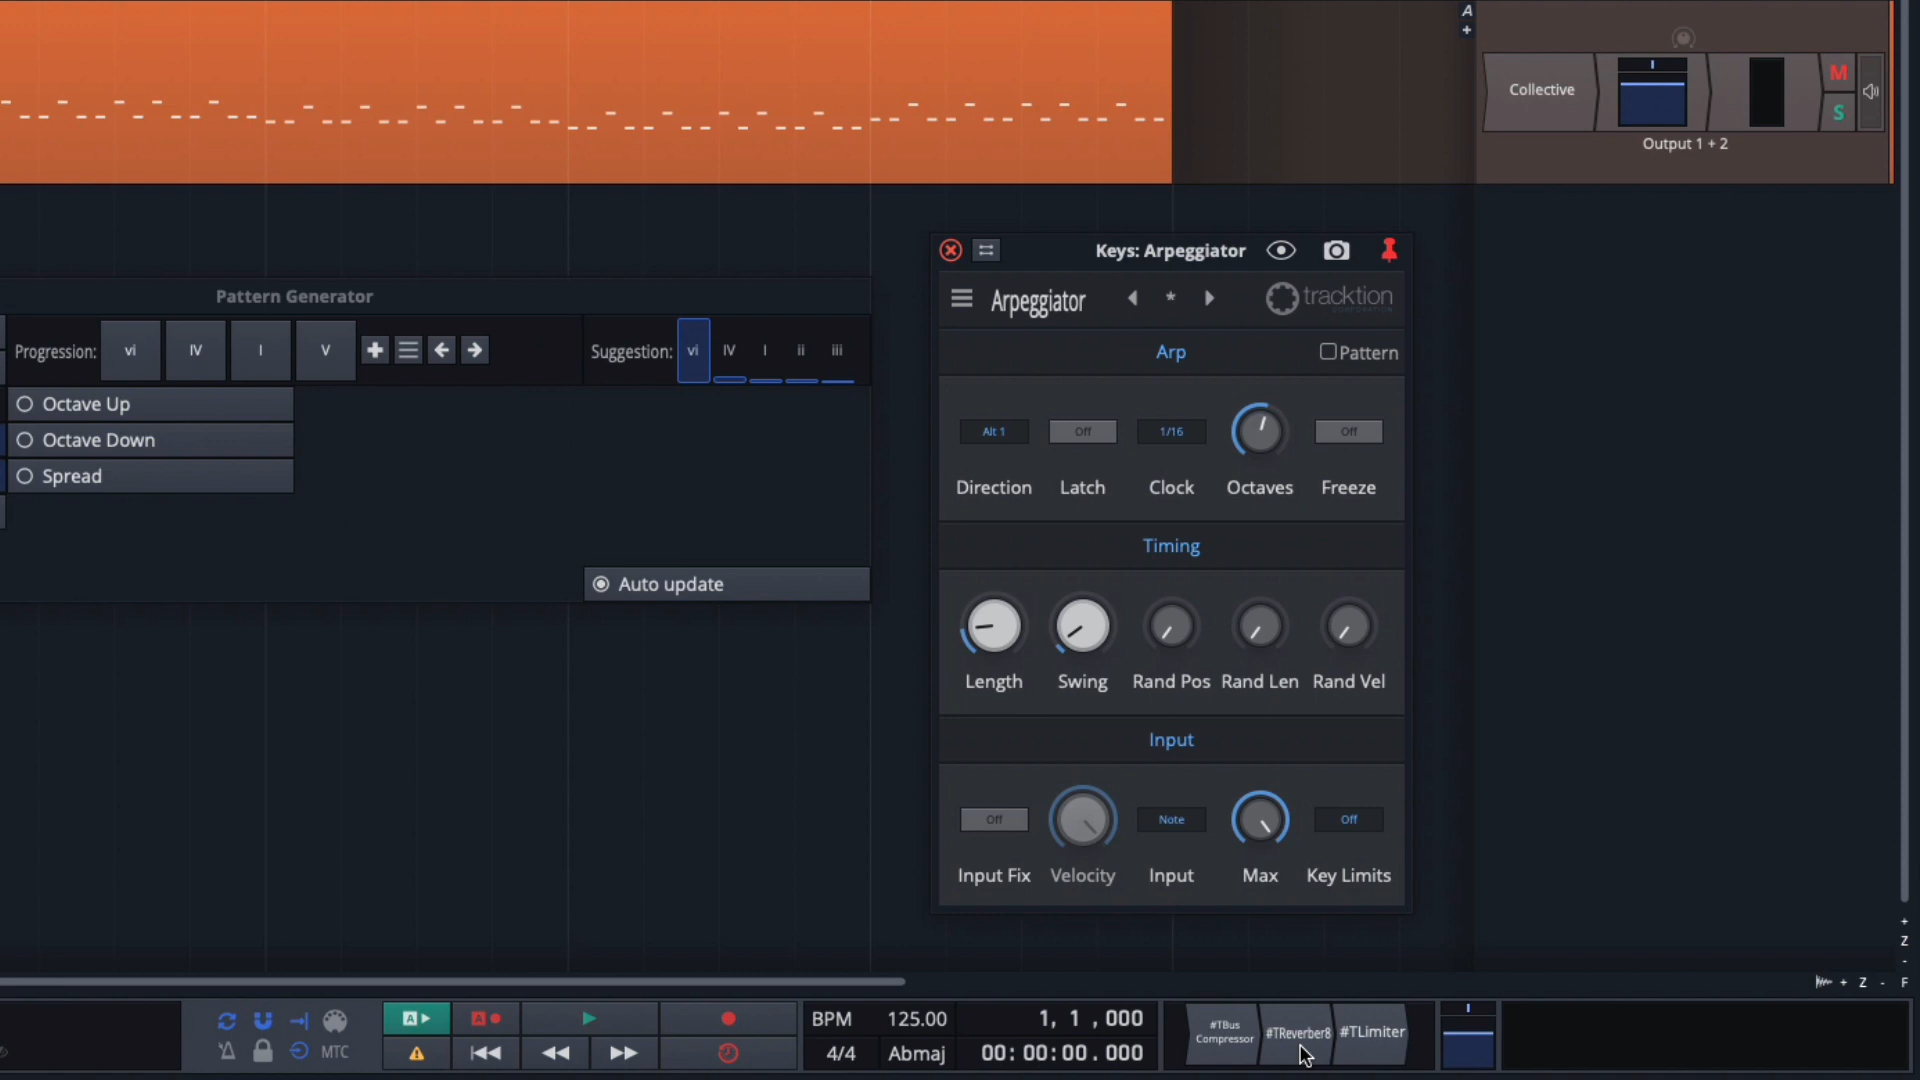 A
+
Collective
M
S
Output 1 + 2
Keys: Arpeggiator
Arpeggiator
*
tracktion
CORPORATION
Pattern Generator
Progression:
vi
IV
I
V
Suggestion:
vi
IV
I
ii
iii
Octave Up
Octave Down
Spread
Auto update
Arp
Pattern
Alt 1
Off
1/16
Off
Direction
Latch
Clock
Octaves
Freeze
Timing
Length
Swing
Rand Pos
Rand Len
Rand Vel
Input
Off
Note
Off
Input Fix
Velocity
Input
Max
Key Limits
+
Z
-
+ Z - F
MTC
A
A
BPM
125.00
1, 1 ,000
4/4
Abmaj
00:00:00.000
#TBus
Compressor
#TReverber8
#TLimiter